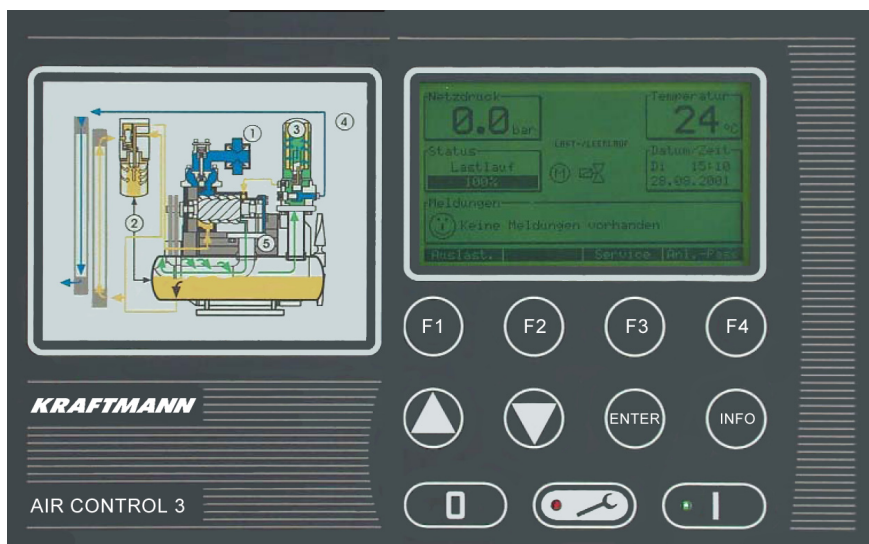 1
2
3
4
5
Netzdruck
0.0 bar
Temperatur
24 °C
LAST-/LEERLAUF
Status
Lastlauf
100%
M
Datum/Zeit
Di 15:10
28.08.2001
Meldungen
Keine Meldungen vorhanden
Auslast. Service Anl.-Pass
F1 F2 F3 F4
KRAFTMANN
ENTER INFO
AIR CONTROL 3
0 I